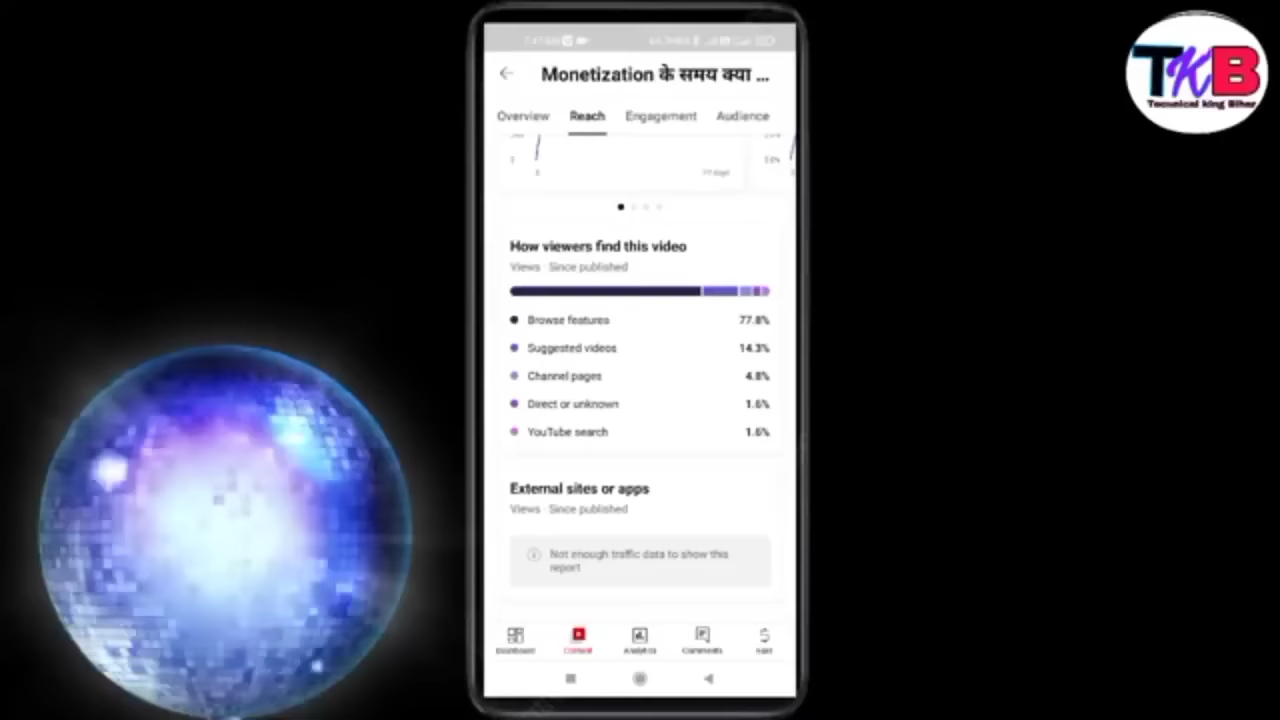 TKB
Tecunical king Bihar
Monetization के समय क्या ...
Overview Reach Engagement Audience
0
0
How viewers find this video
Views · Since published
Browse features 77.8%
Suggested videos 14.3%
Channel pages 4.8%
Direct or unknown 1.6%
YouTube search 1.6%
External sites or apps
Views · Since published
Not enough traffic data to show this
report
Dashboard Content Analytics Comments